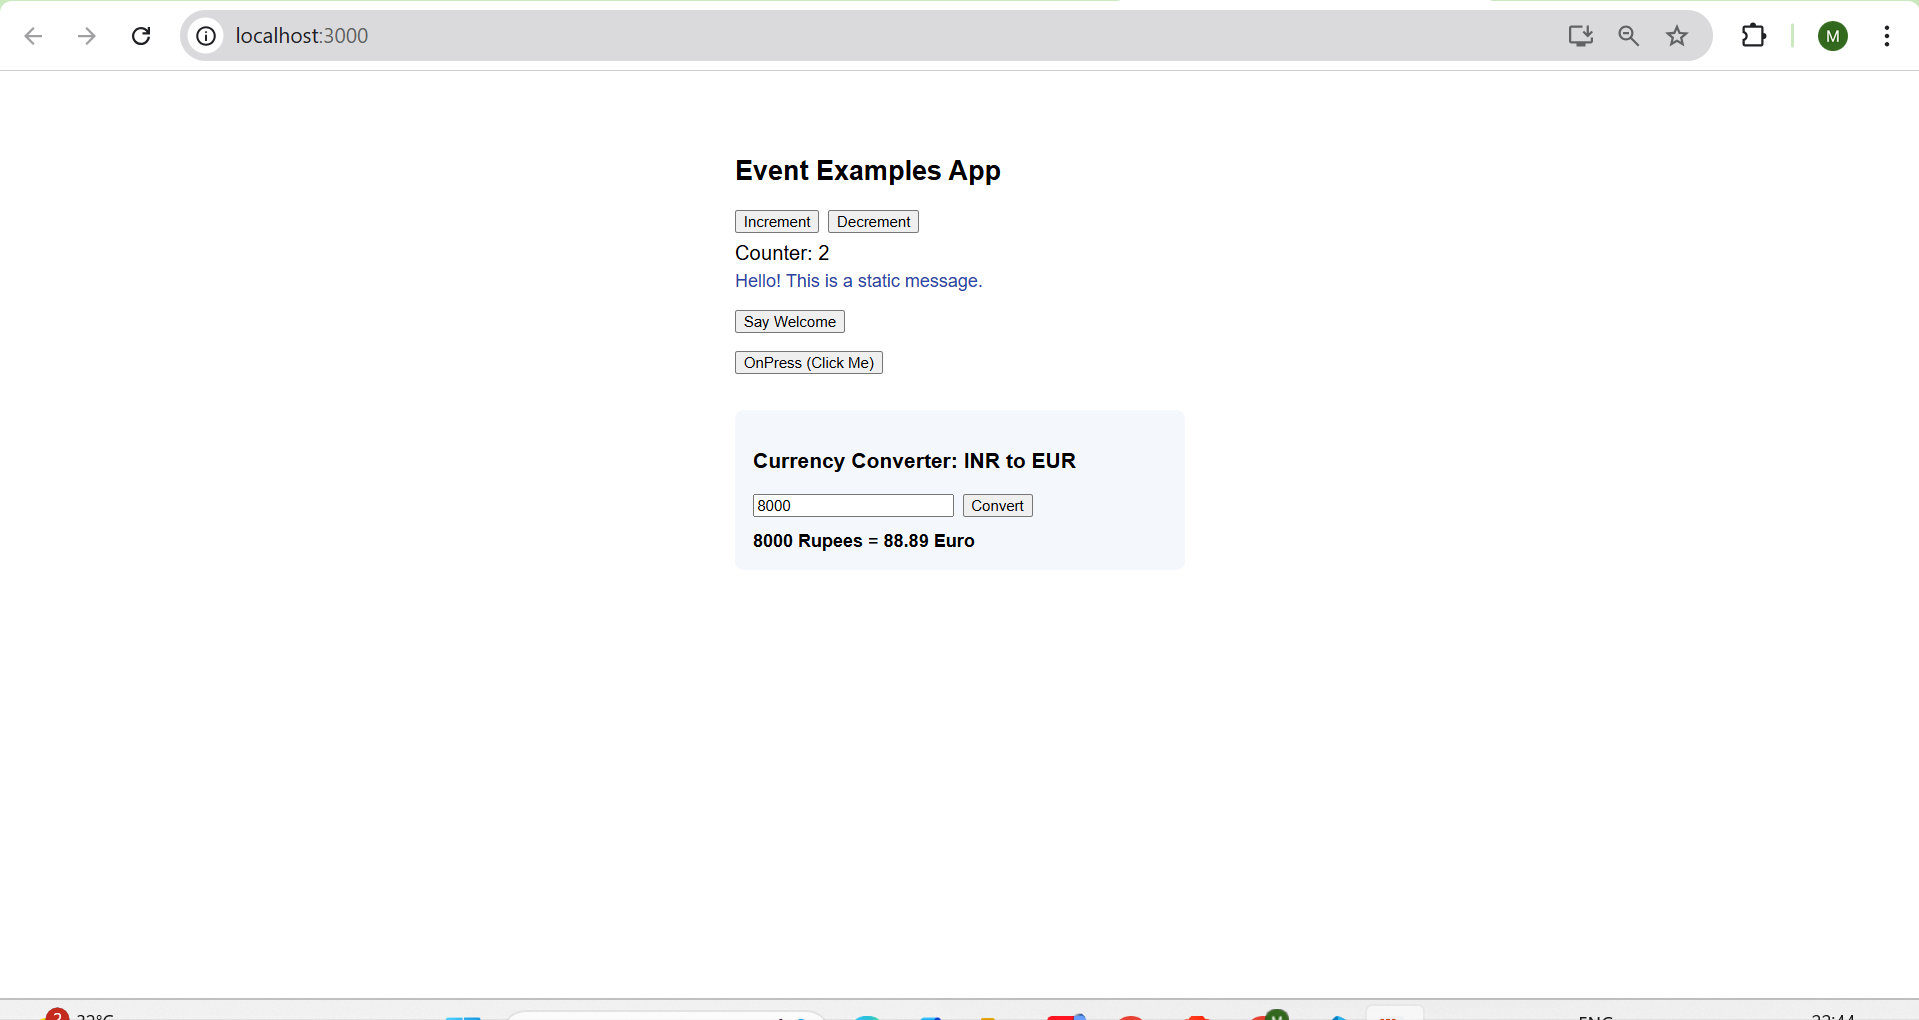 localhost:3000
M
Event Examples App
Increment Decrement
Counter: 2
Hello! This is a static message.
Say Welcome
OnPress (Click Me)
Currency Converter: INR to EUR
8000 Convert
8000 Rupees = 88.89 Euro